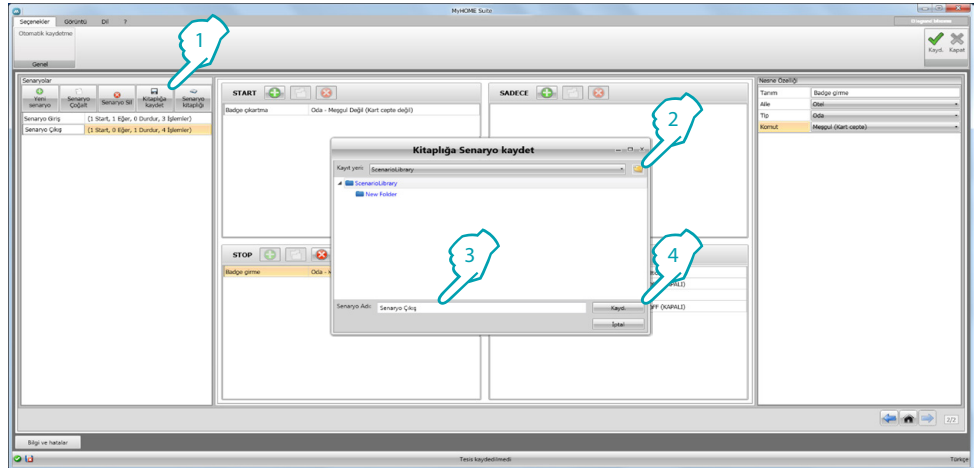 MyHOME Suite
Seçenekler Görüntü Dil ?
Otomatik kaydetme
Genel
Kayd. Kapat
Senaryolar
Yeni senaryo
Senaryo Çoğalt
Senaryo Sil
Kitaplığa kaydet
Senaryo kitaplığı
Senaryo Giriş (1 Start, 1 Eğer, 0 Durdur, 3 İşlemler)
Senaryo Çıkış (1 Start, 0 Eğer, 1 Durdur, 4 İşlemler)
1
START
Badge çıkartma Oda - Meşgul Değil (Kart cepte değil)
SADECE
2
Nesne Özelliği
Tanım Badge girme
Aile Otel
Tip Oda
Komut Meşgul (Kart cepte)
Kitaplığa Senaryo kaydet
Kayıt yeri: ScenarioLibrary
ScenarioLibrary
New Folder
3
4
STOP
Badge girme Oda - M
(KAPALI)
OFF (KAPALI)
Senaryo Adı: Senaryo Çıkış
Kayd.
İptal
2/2
Bilgi ve hatalar
Tesis kaydedilmedi
Türkçe